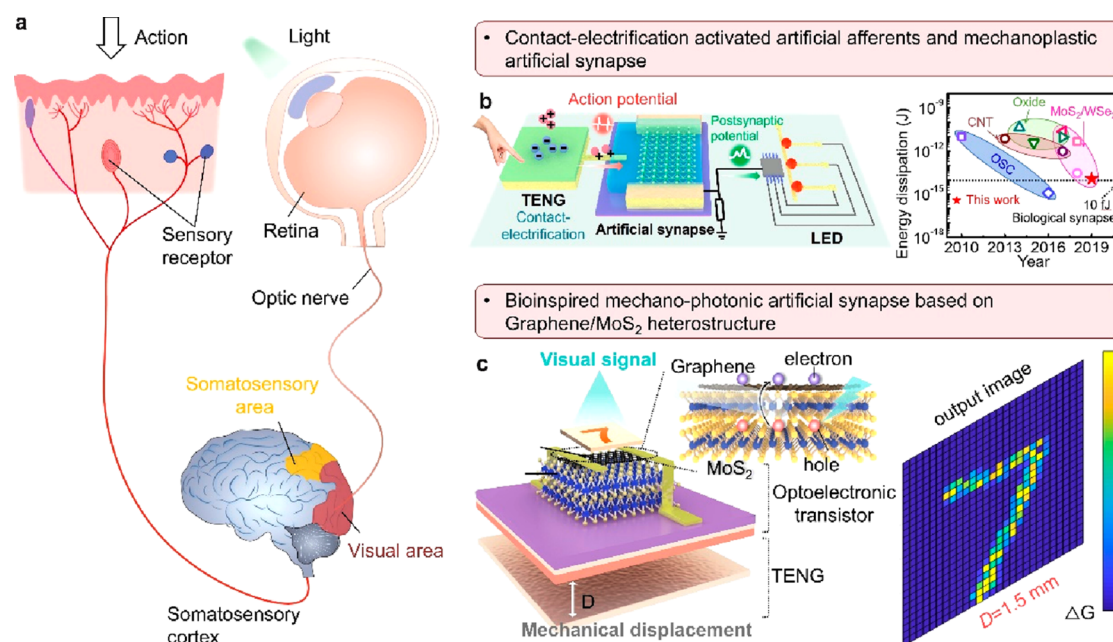 a
Action
Light
Sensory
receptor
Retina
Optic nerve
Somatosensory
area
Visual area
Somatosensory
cortex
• Contact-electrification activated artificial afferents and mechanoplastic
artificial synapse
b
Action potential
Postsynaptic
potential
TENG
Contact-
electrification
Artificial synapse
LED
Energy dissipation (J)
10⁻⁹
10⁻¹²
10⁻¹⁵
10⁻¹⁸
Oxide
MoS₂/WSe₂
CNT
OSC
10 fJ
★ This work
Biological synapse
2010 2013 2016 2019
Year
• Bioinspired mechano-photonic artificial synapse based on
Graphene/MoS₂ heterostructure
c
Visual signal
Graphene
electron
MoS₂
hole
Optoelectronic
transistor
TENG
D
Mechanical displacement
output image
D=1.5 mm
△G